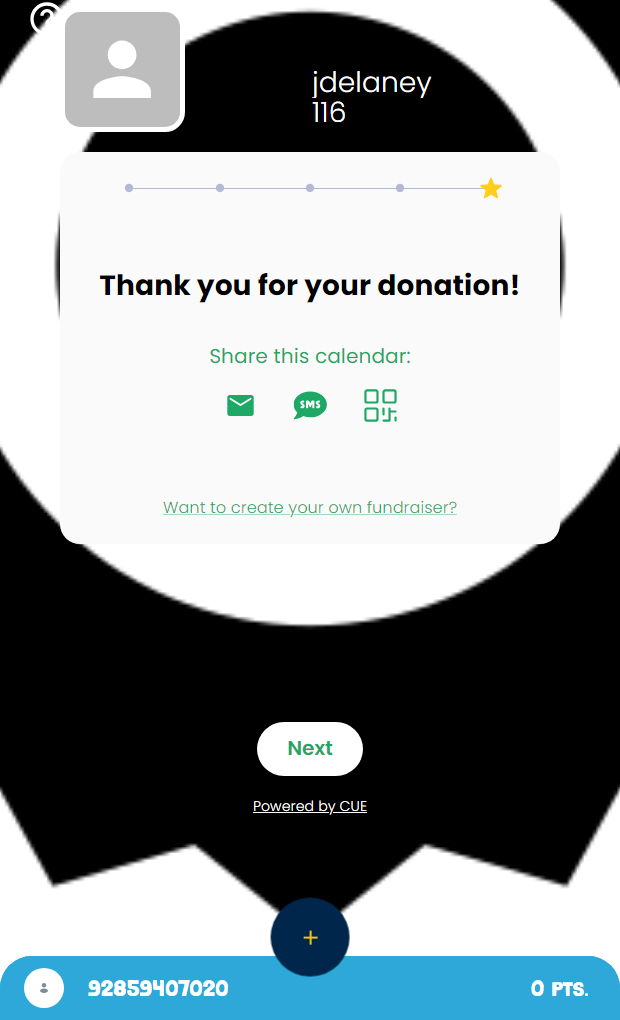 jdelaney
116
Thank you for your donation!
Share this calendar:
SMS
Want to create your own fundraiser?
Next
Powered by CUE
+
92859407020
0 PTS.